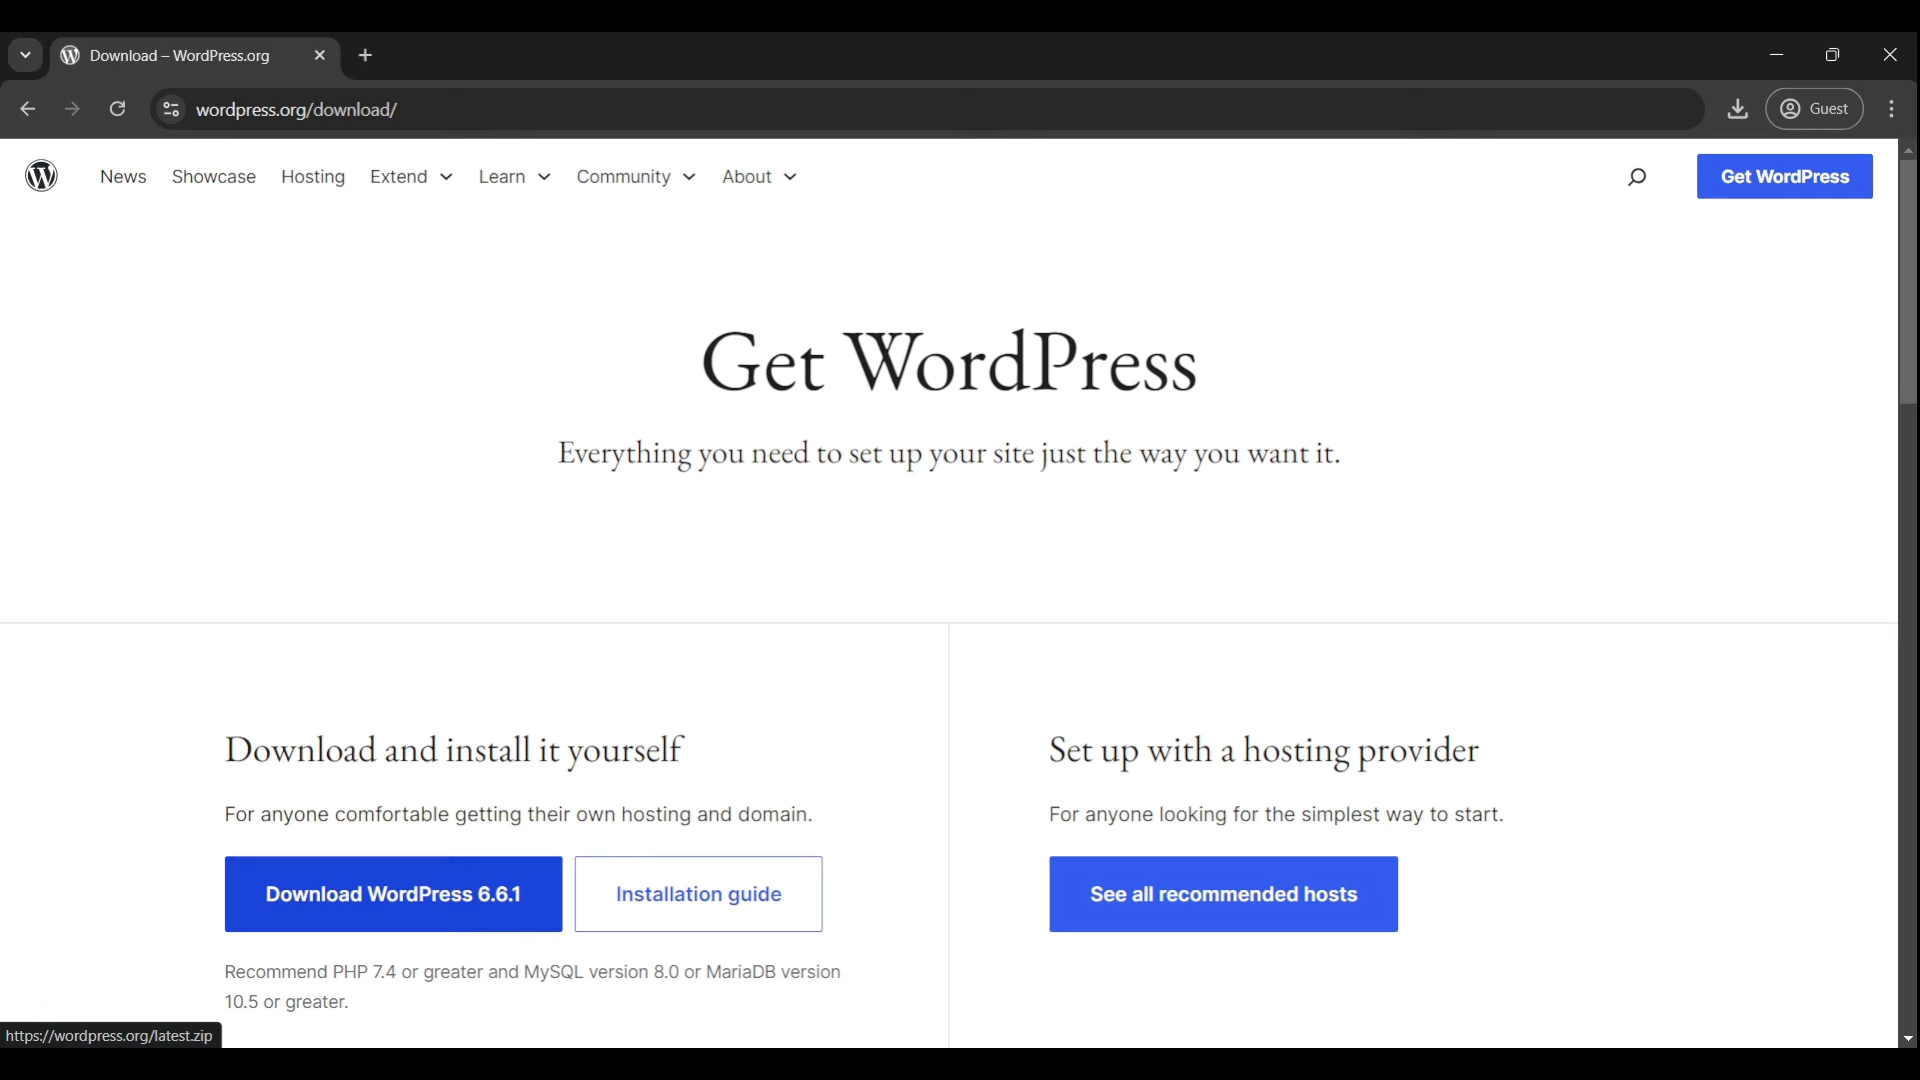 Download – WordPress.org
wordpress.org/download/
Guest
News Showcase Hosting Extend Learn Community About
Get WordPress
Get WordPress
Everything you need to set up your site just the way you want it.
Download and install it yourself
For anyone comfortable getting their own hosting and domain.
Download WordPress 6.6.1
Installation guide
Recommend PHP 7.4 or greater and MySQL version 8.0 or MariaDB version
10.5 or greater.
Set up with a hosting provider
For anyone looking for the simplest way to start.
See all recommended hosts
https://wordpress.org/latest.zip